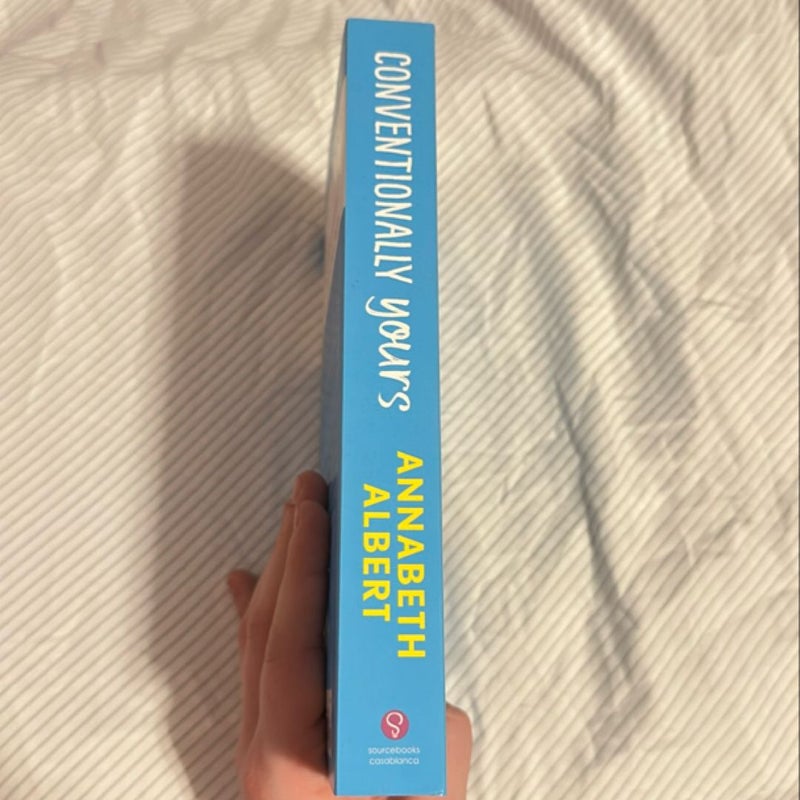 CONVENTIONALLY yours
ANNABETH
ALBERT
sourcebooks
casablanca